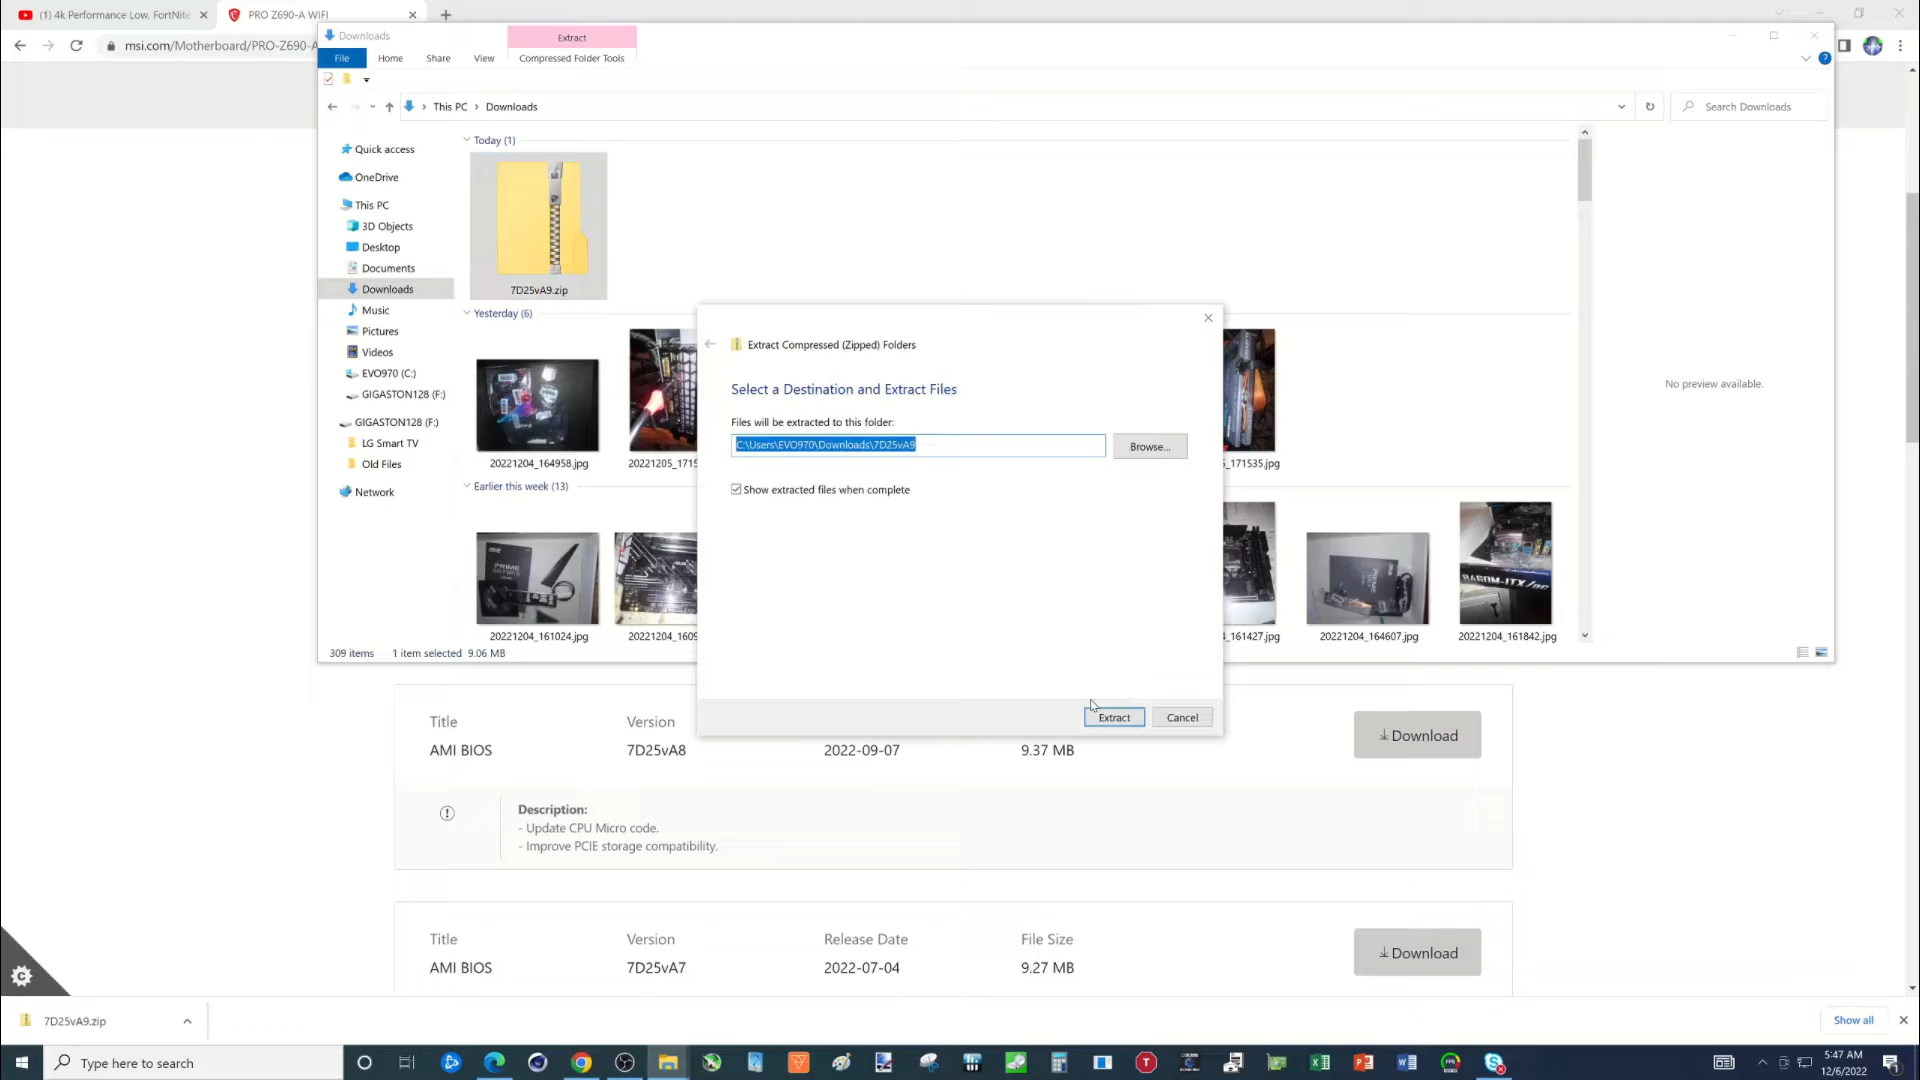 (1) 4k Performance Low, FortNite
PRO Z690-A WIFI
msi.com/Motherboard/PRO-Z690-A
Downloads
Extract
File
Home
Share
View
Compressed Folder Tools
This PC
Downloads
Search Downloads
Quick access
OneDrive
This PC
3D Objects
Desktop
Documents
Downloads
Music
Pictures
Videos
EVO970 (C:)
GIGASTON128 (F:)
GIGASTON128 (F:)
LG Smart TV
Old Files
Network
Today (1)
7D25vA9.zip
Yesterday (6)
20221204_164958.jpg
20221205_1715
_171535.jpg
Earlier this week (13)
PRIME
20221204_161024.jpg
20221204_1609
_161427.jpg
20221204_164607.jpg
20221204_161842.jpg
No preview available.
309 items
1 item selected 9.06 MB
Extract Compressed (Zipped) Folders
Select a Destination and Extract Files
Files will be extracted to this folder:
C:\Users\EVO970\Downloads\7D25vA9
Browse...
Show extracted files when complete
Extract
Cancel
Title
Version
AMI BIOS
7D25vA8
2022-09-07
9.37 MB
Download
Description:
- Update CPU Micro code.
- Improve PCIE storage compatibility.
Title
Version
Release Date
File Size
AMI BIOS
7D25vA7
2022-07-04
9.27 MB
Download
7D25vA9.zip
Show all
Type here to search
5:47 AM
12/6/2022